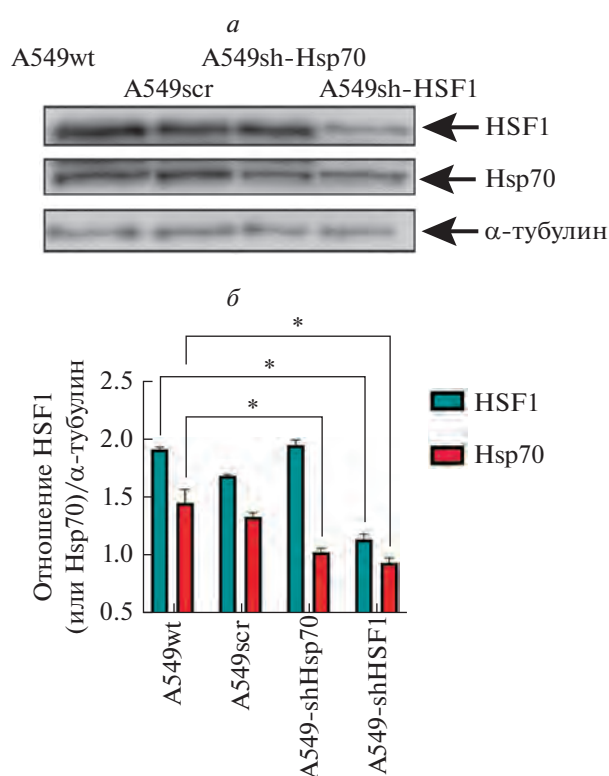 а
A549wt A549sh-Hsp70
A549scr A549sh-HSF1
HSF1
Hsp70
α-тубулин
б
*
*
*
Отношение HSF1
(или Hsp70)/α-тубулин
2.5
2.0
1.5
1.0
0.5
HSF1
Hsp70
A549wt
A549scr
A549-shHsp70
A549-shHSF1